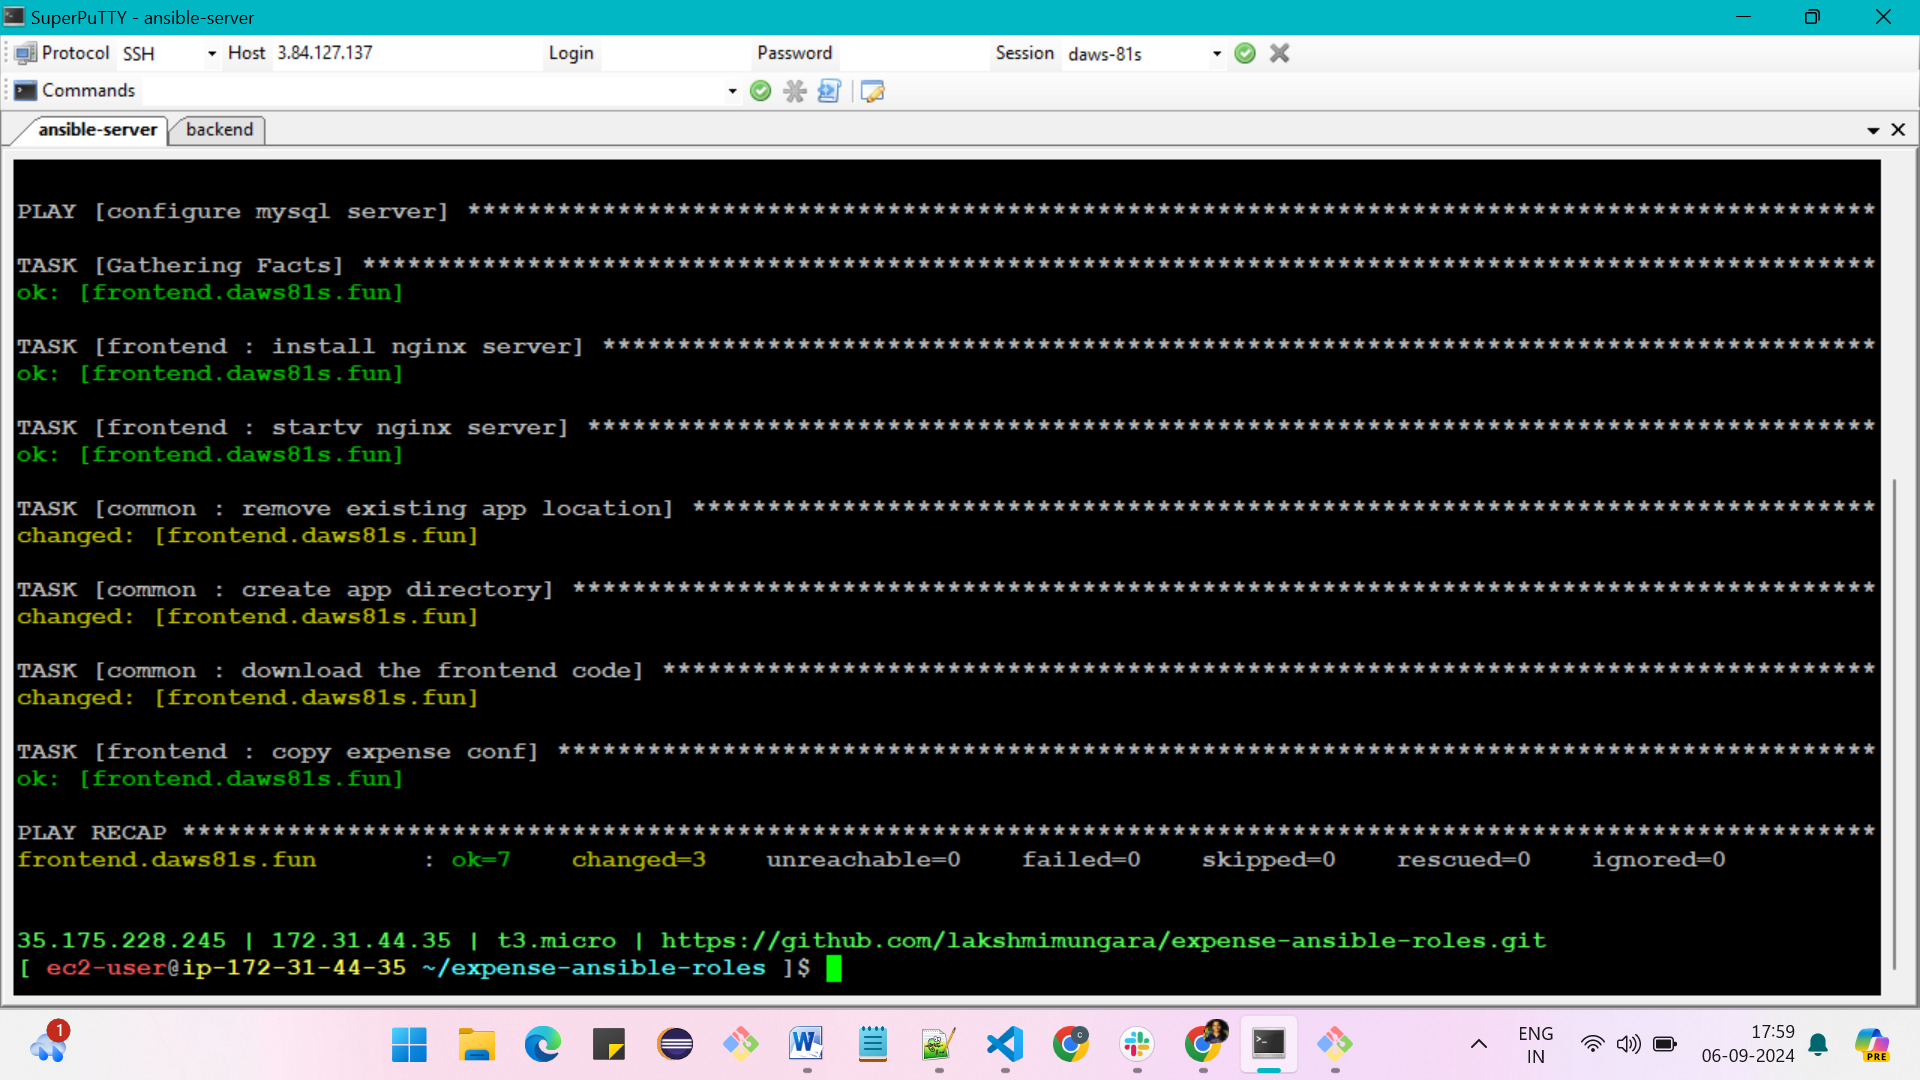 SuperPuTTY - ansible-server
Protocol SSH Host 3.84.127.137 Login Password Session daws-81s
Commands
ansible-server backend
PLAY [configure mysql server] **********************************************************************************************
TASK [Gathering Facts] *****************************************************************************************************
ok: [frontend.daws81s.fun]
TASK [frontend : install nginx server] *************************************************************************************
ok: [frontend.daws81s.fun]
TASK [frontend : startv nginx server] **************************************************************************************
ok: [frontend.daws81s.fun]
TASK [common : remove existing app location] *******************************************************************************
changed: [frontend.daws81s.fun]
TASK [common : create app directory] ***************************************************************************************
changed: [frontend.daws81s.fun]
TASK [common : download the frontend code] *********************************************************************************
changed: [frontend.daws81s.fun]
TASK [frontend : copy expense conf] ****************************************************************************************
ok: [frontend.daws81s.fun]
PLAY RECAP *****************************************************************************************************************
frontend.daws81s.fun : ok=7 changed=3 unreachable=0 failed=0 skipped=0 rescued=0 ignored=0
35.175.228.245 | 172.31.44.35 | t3.micro | https://github.com/lakshmimungara/expense-ansible-roles.git
[ ec2-user@ip-172-31-44-35 ~/expense-ansible-roles ]$
1
ENG
IN
17:59
06-09-2024
PRE